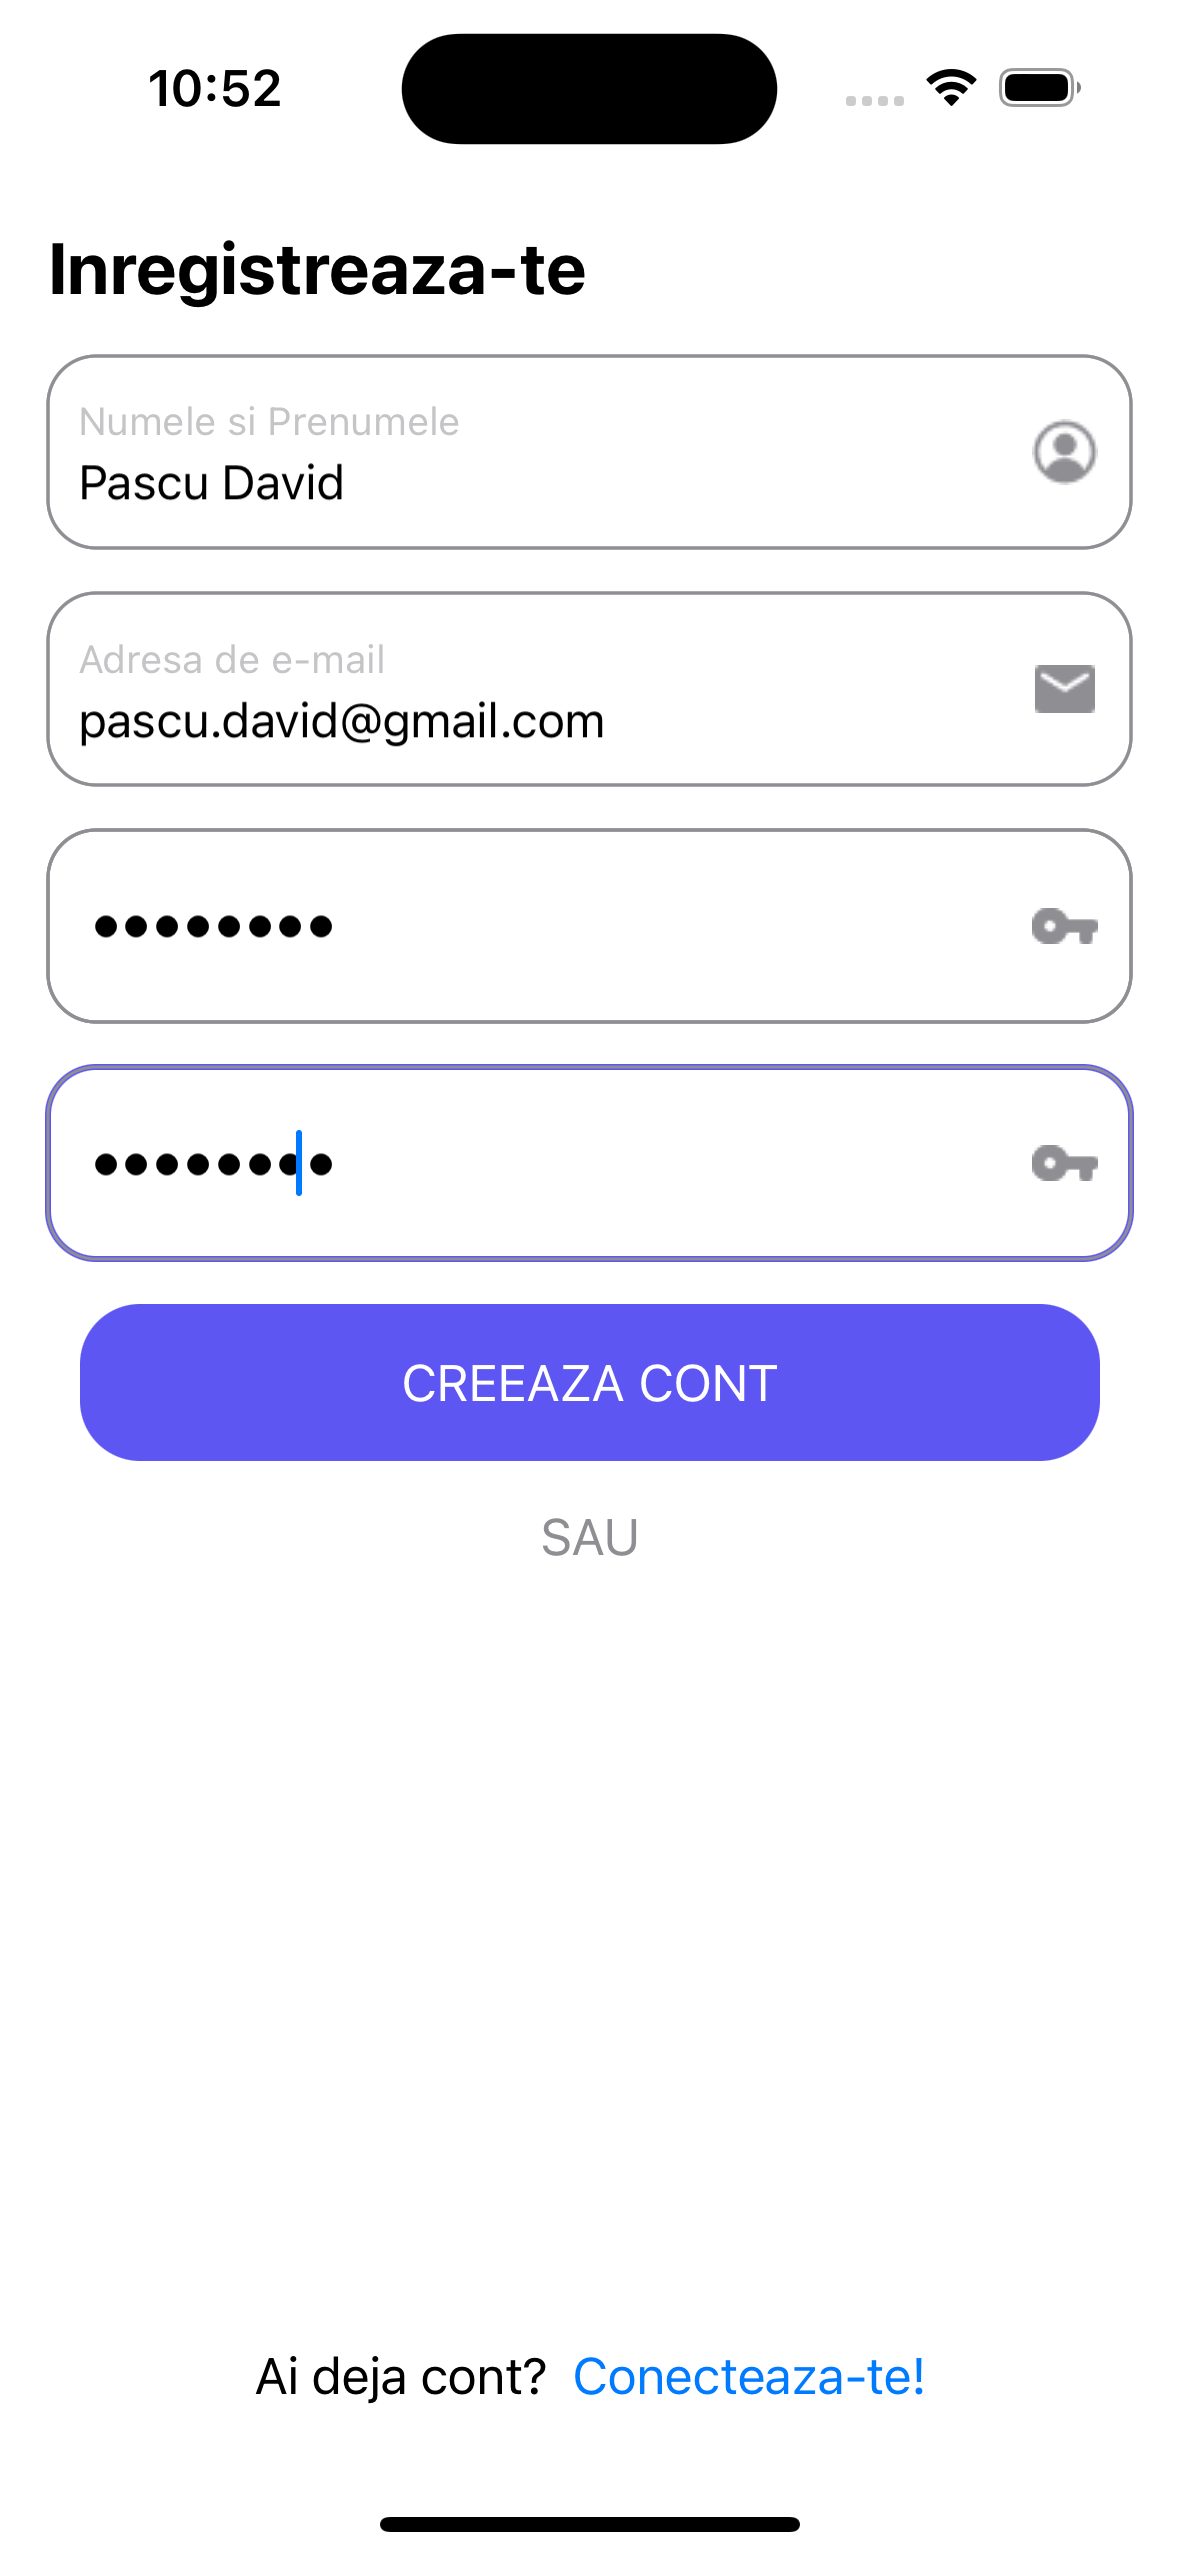 10:52
Inregistreaza-te
Numele si Prenumele
Pascu David
Adresa de e-mail
pascu.david@gmail.com
••••••••
••••••••
CREEAZA CONT
SAU
Ai deja cont? Conecteaza-te!